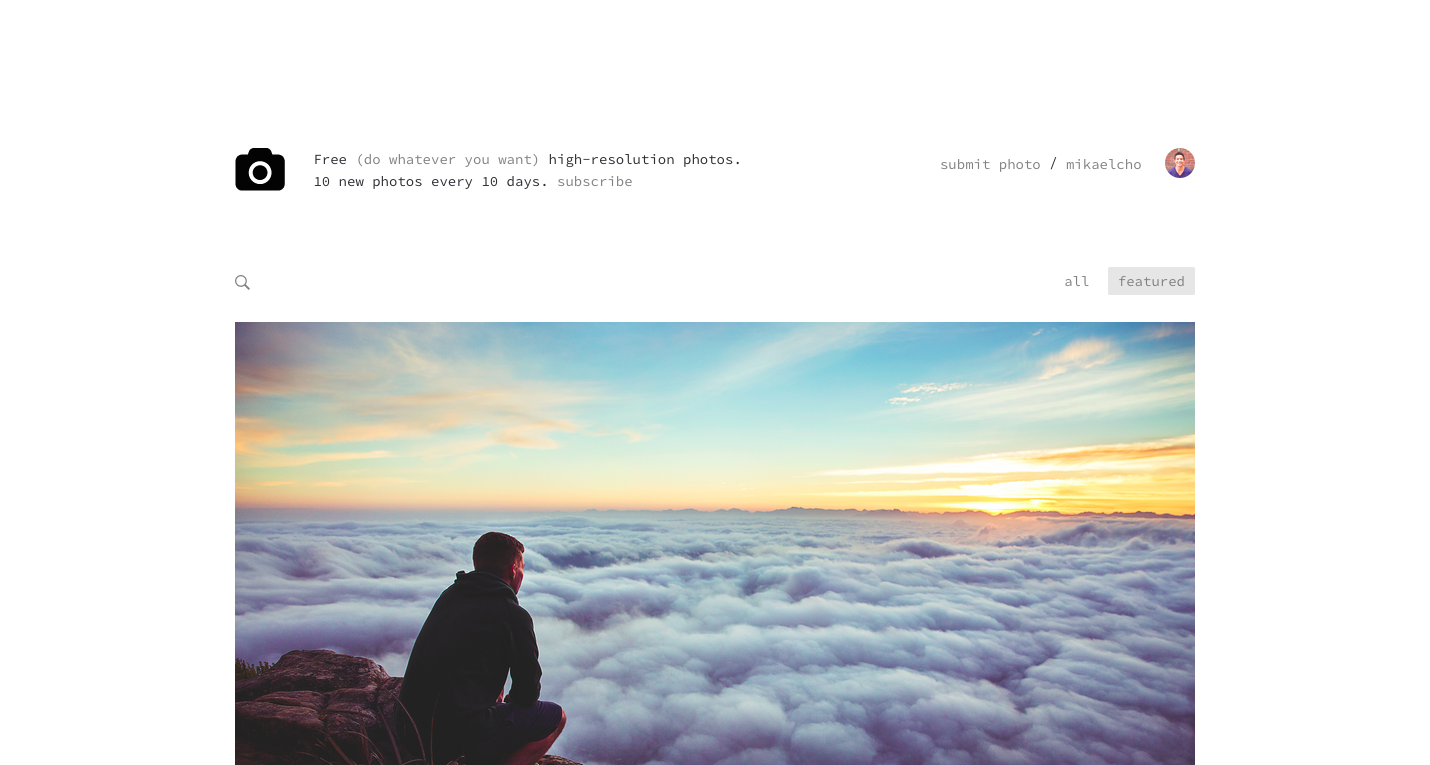 Free (do whatever you want) high-resolution photos.
10 new photos every 10 days. subscribe
submit photo / mikaelcho
all featured